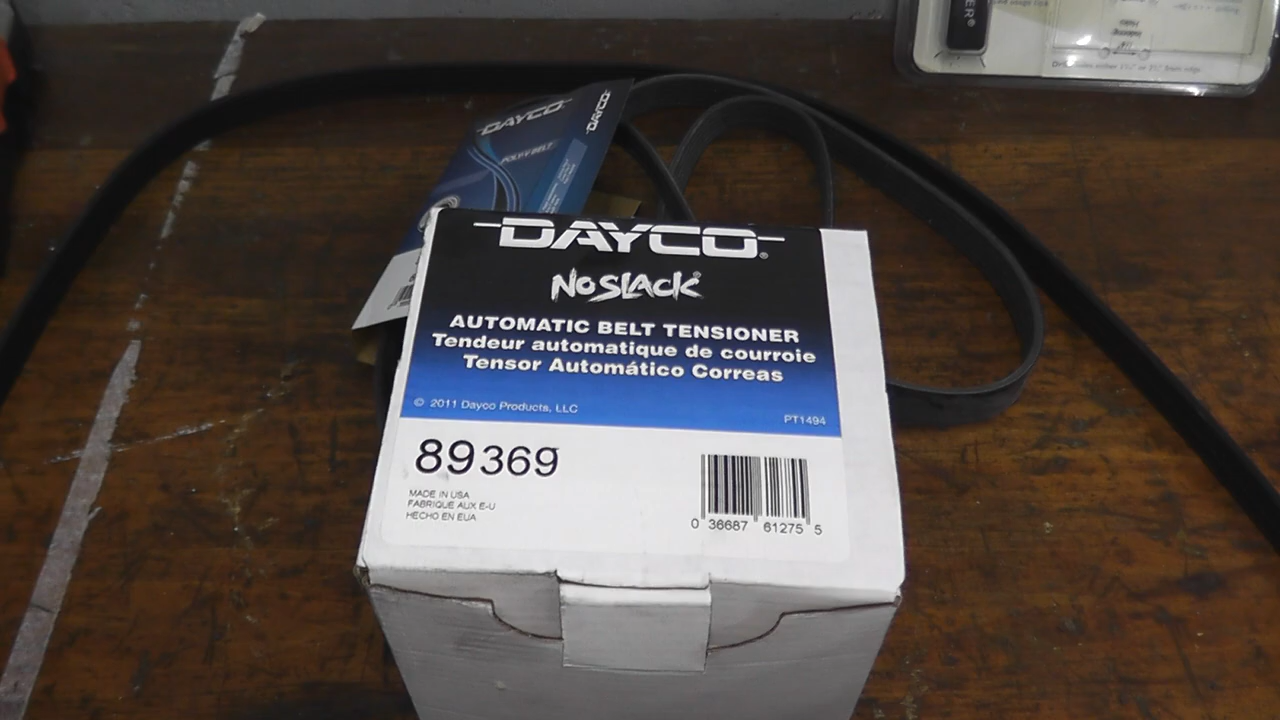 DAYCO
DAYCO
POLY-V BELT
DAYCO®
NoSlack®
AUTOMATIC BELT TENSIONER
Tendeur automatique de courroie
Tensor Automático Correas
© 2011 Dayco Products, LLC
PT1494
89369
MADE IN USA
FABRIQUE AUX E-U
HECHO EN EUA
0 36687 61275 5
ER®